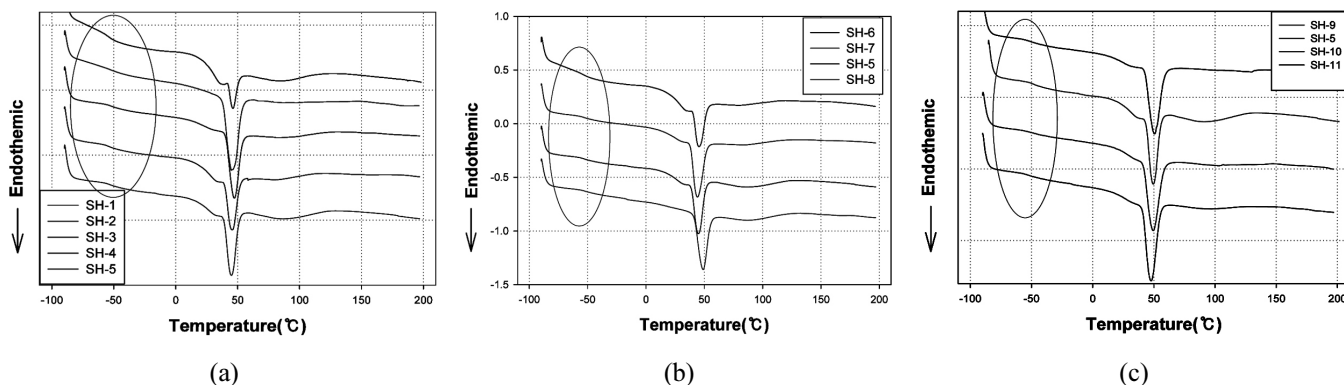 Endothemic
SH-1
SH-2
SH-3
SH-4
SH-5
-100 -50 0 50 100 150 200
Temperature(℃)
(a)
Endothemic
1.0
0.5
0.0
-0.5
-1.0
-1.5
SH-6
SH-7
SH-5
SH-8
-100 -50 0 50 100 150 200
Temperature(℃)
(b)
Endothemic
SH-9
SH-5
SH-10
SH-11
-100 -50 0 50 100 150 200
Temperature(℃)
(c)